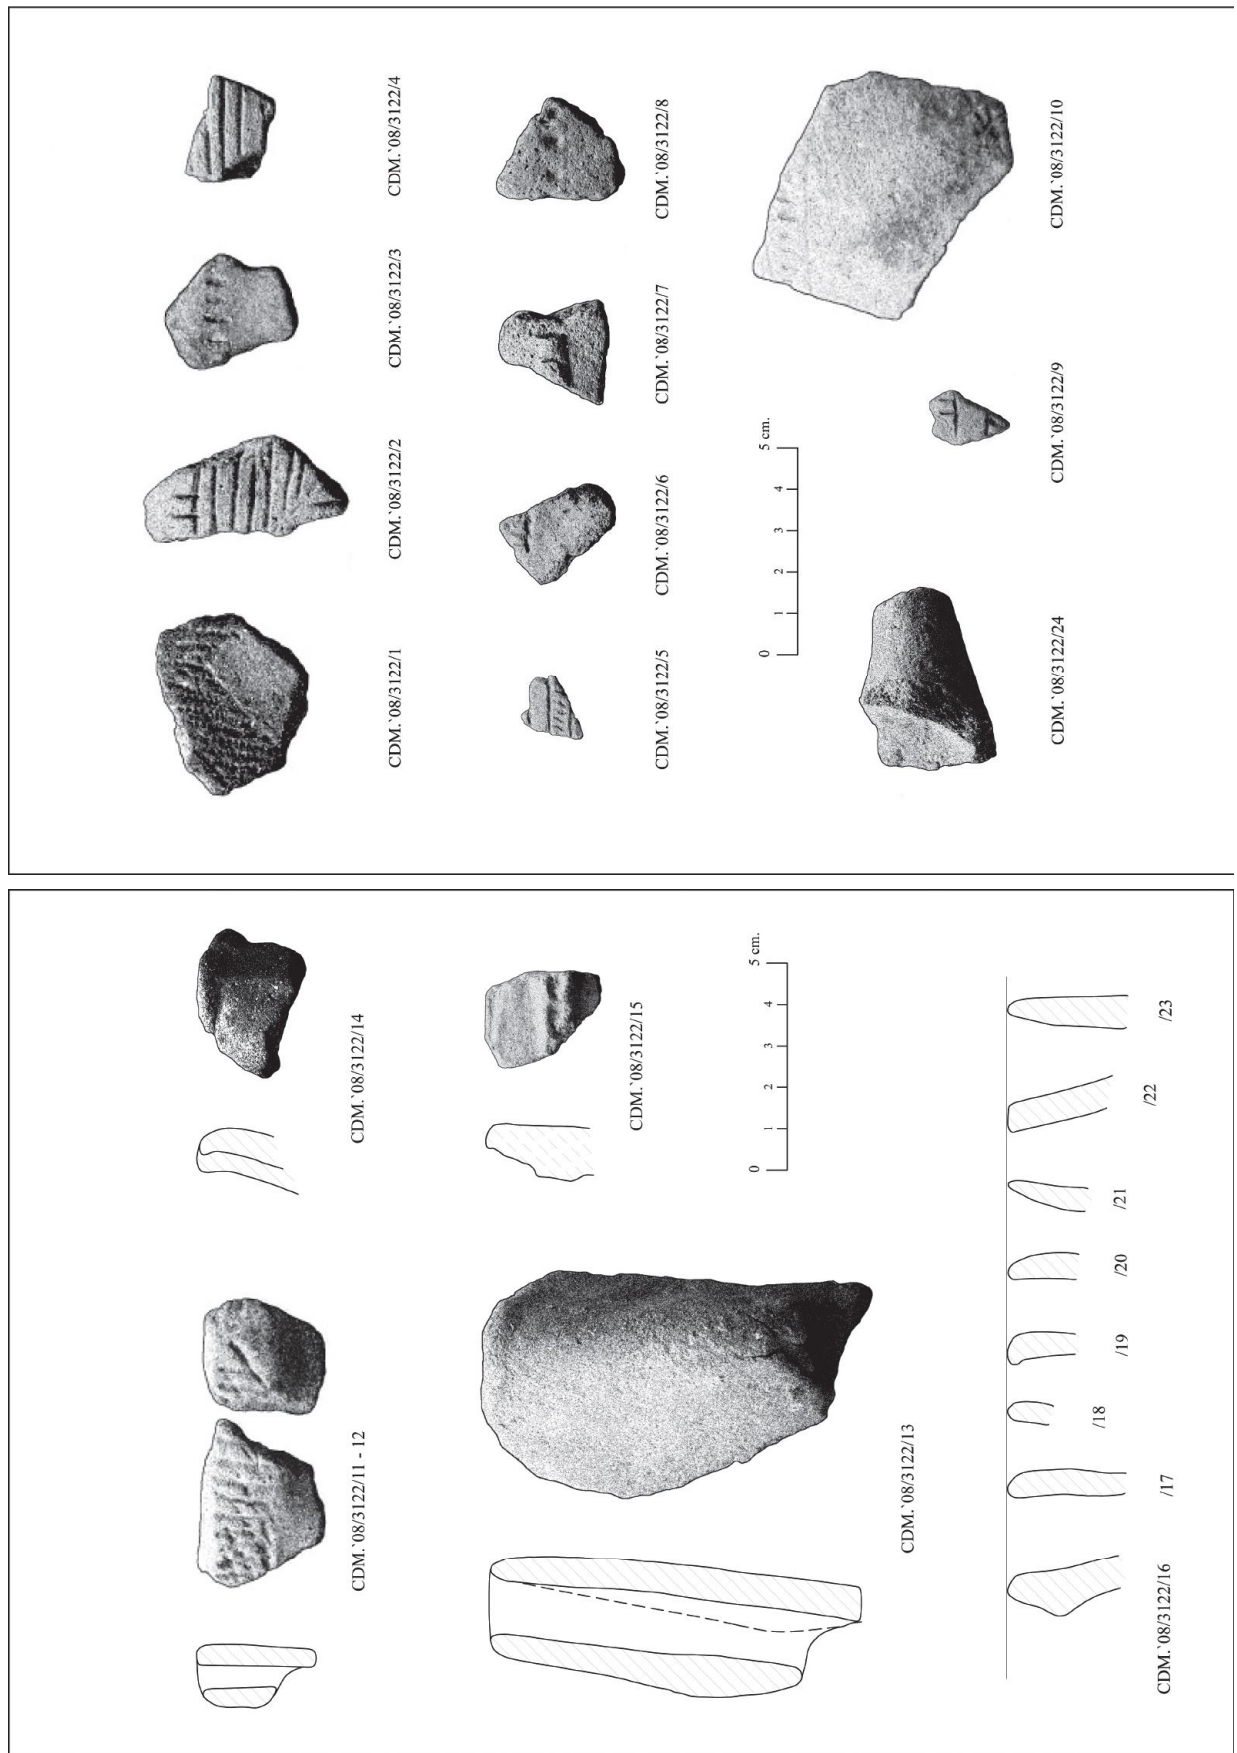 CDM.`08/3122/1
CDM.`08/3122/2
CDM.`08/3122/3
CDM.`08/3122/4
CDM.`08/3122/5
CDM.`08/3122/6
CDM.`08/3122/7
CDM.`08/3122/8
0 1 2 3 4 5 cm.
CDM.`08/3122/24
CDM.`08/3122/9
CDM.`08/3122/10
CDM.`08/3122/11 - 12
CDM.`08/3122/14
CDM.`08/3122/15
0 1 2 3 4 5 cm.
CDM.`08/3122/13
CDM.`08/3122/16
/17
/18
/19
/20
/21
/22
/23